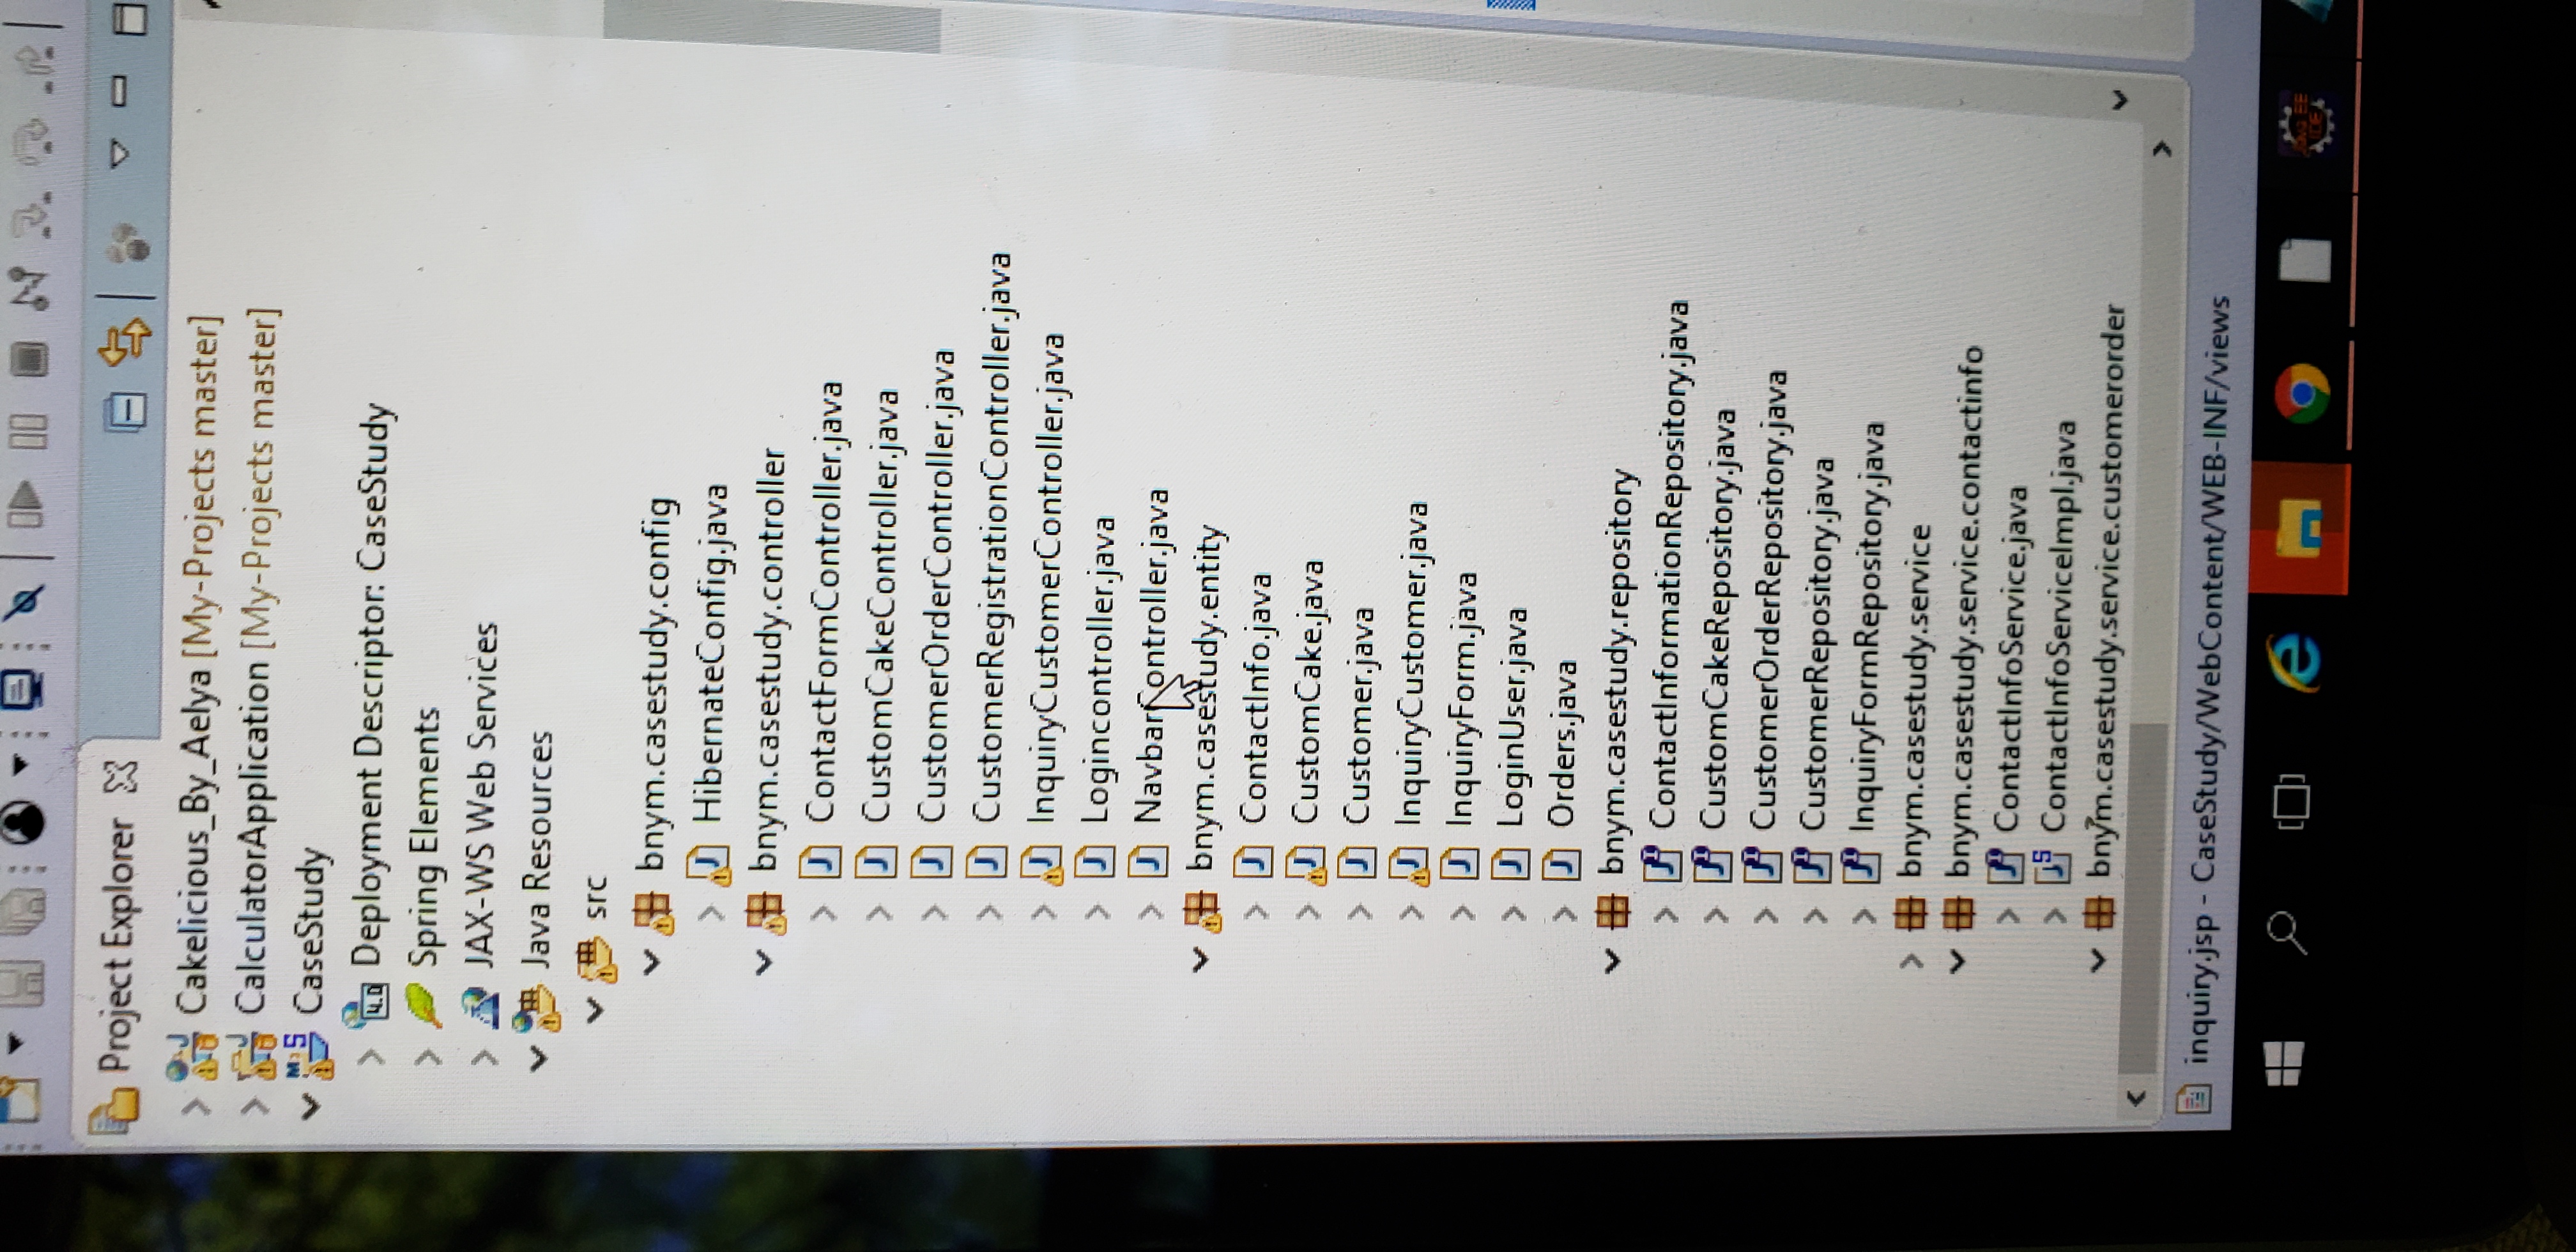 Project Explorer
Cakelicious_By_Aelya [My-Projects master]
CalculatorApplication [My-Projects master]
CaseStudy
Deployment Descriptor: CaseStudy
Spring Elements
JAX-WS Web Services
Java Resources
src
bnym.casestudy.config
HibernateConfig.java
bnym.casestudy.controller
ContactFormController.java
CustomCakeController.java
CustomerOrderController.java
CustomerRegistrationController.java
InquiryCustomerController.java
Logincontroller.java
NavbarController.java
bnym.casestudy.entity
ContactInfo.java
CustomCake.java
Customer.java
InquiryCustomer.java
InquiryForm.java
LoginUser.java
Orders.java
bnym.casestudy.repository
ContactInformationRepository.java
CustomCakeRepository.java
CustomerOrderRepository.java
CustomerRepository.java
InquiryFormRepository.java
bnym.casestudy.service
bnym.casestudy.service.contactinfo
ContactInfoService.java
ContactInfoServiceImpl.java
bnym.casestudy.service.customerorder
inquiry.jsp - CaseStudy/WebContent/WEB-INF/views
Java EE
IDE